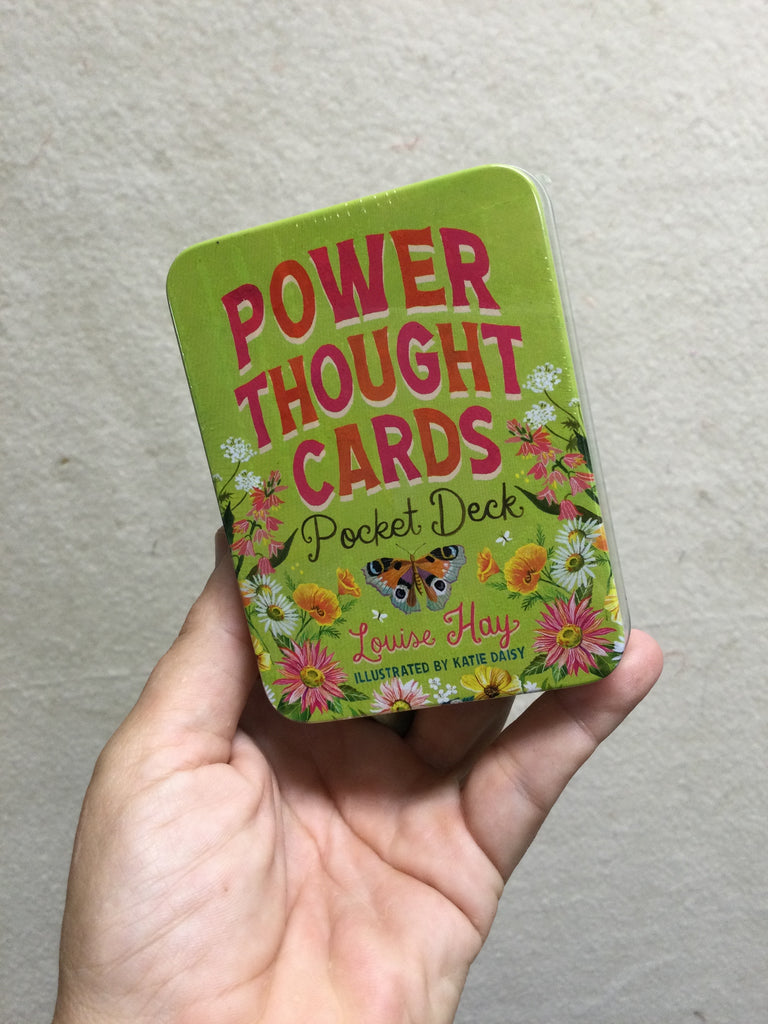 POWER
THOUGHT
CARDS
Pocket Deck
Louise Hay
ILLUSTRATED BY KATIE DAISY